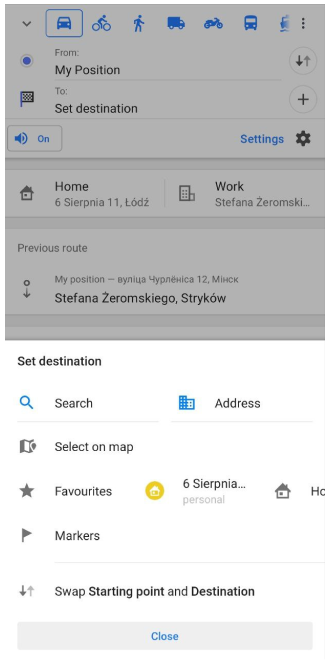 From:
My Position
To:
Set destination
On
Settings
Home
6 Sierpnia 11, Łódź
Work
Stefana Żeromski...
Previous route
My position — вуліца Чурлёніса 12, Мінск
Stefana Żeromskiego, Stryków
Set destination
Search
Address
Select on map
Favourites
6 Sierpnia...
personal
Ho
Markers
Swap Starting point and Destination
Close